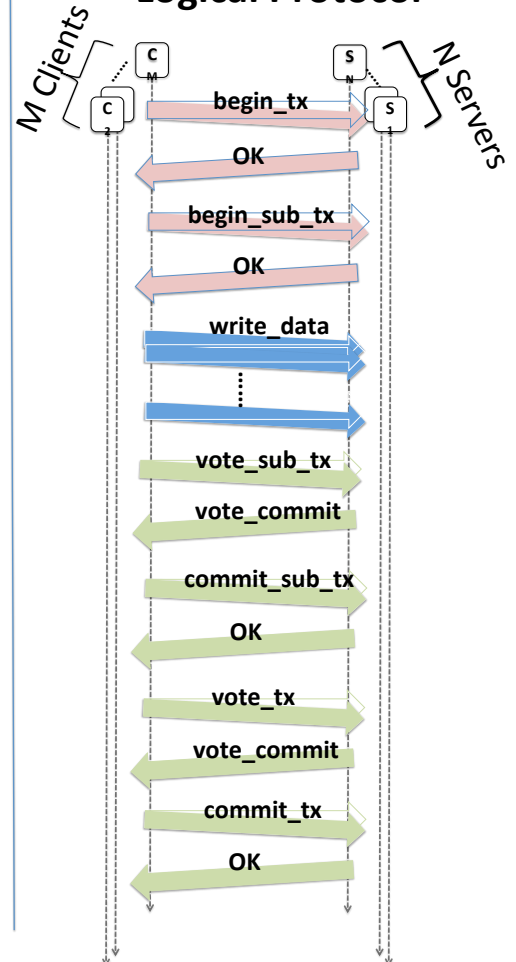 Logical Protocol
M Clients
C
M
C
2
S
N
S
1
N Servers
begin_tx
OK
begin_sub_tx
OK
write_data
vote_sub_tx
vote_commit
commit_sub_tx
OK
vote_tx
vote_commit
commit_tx
OK